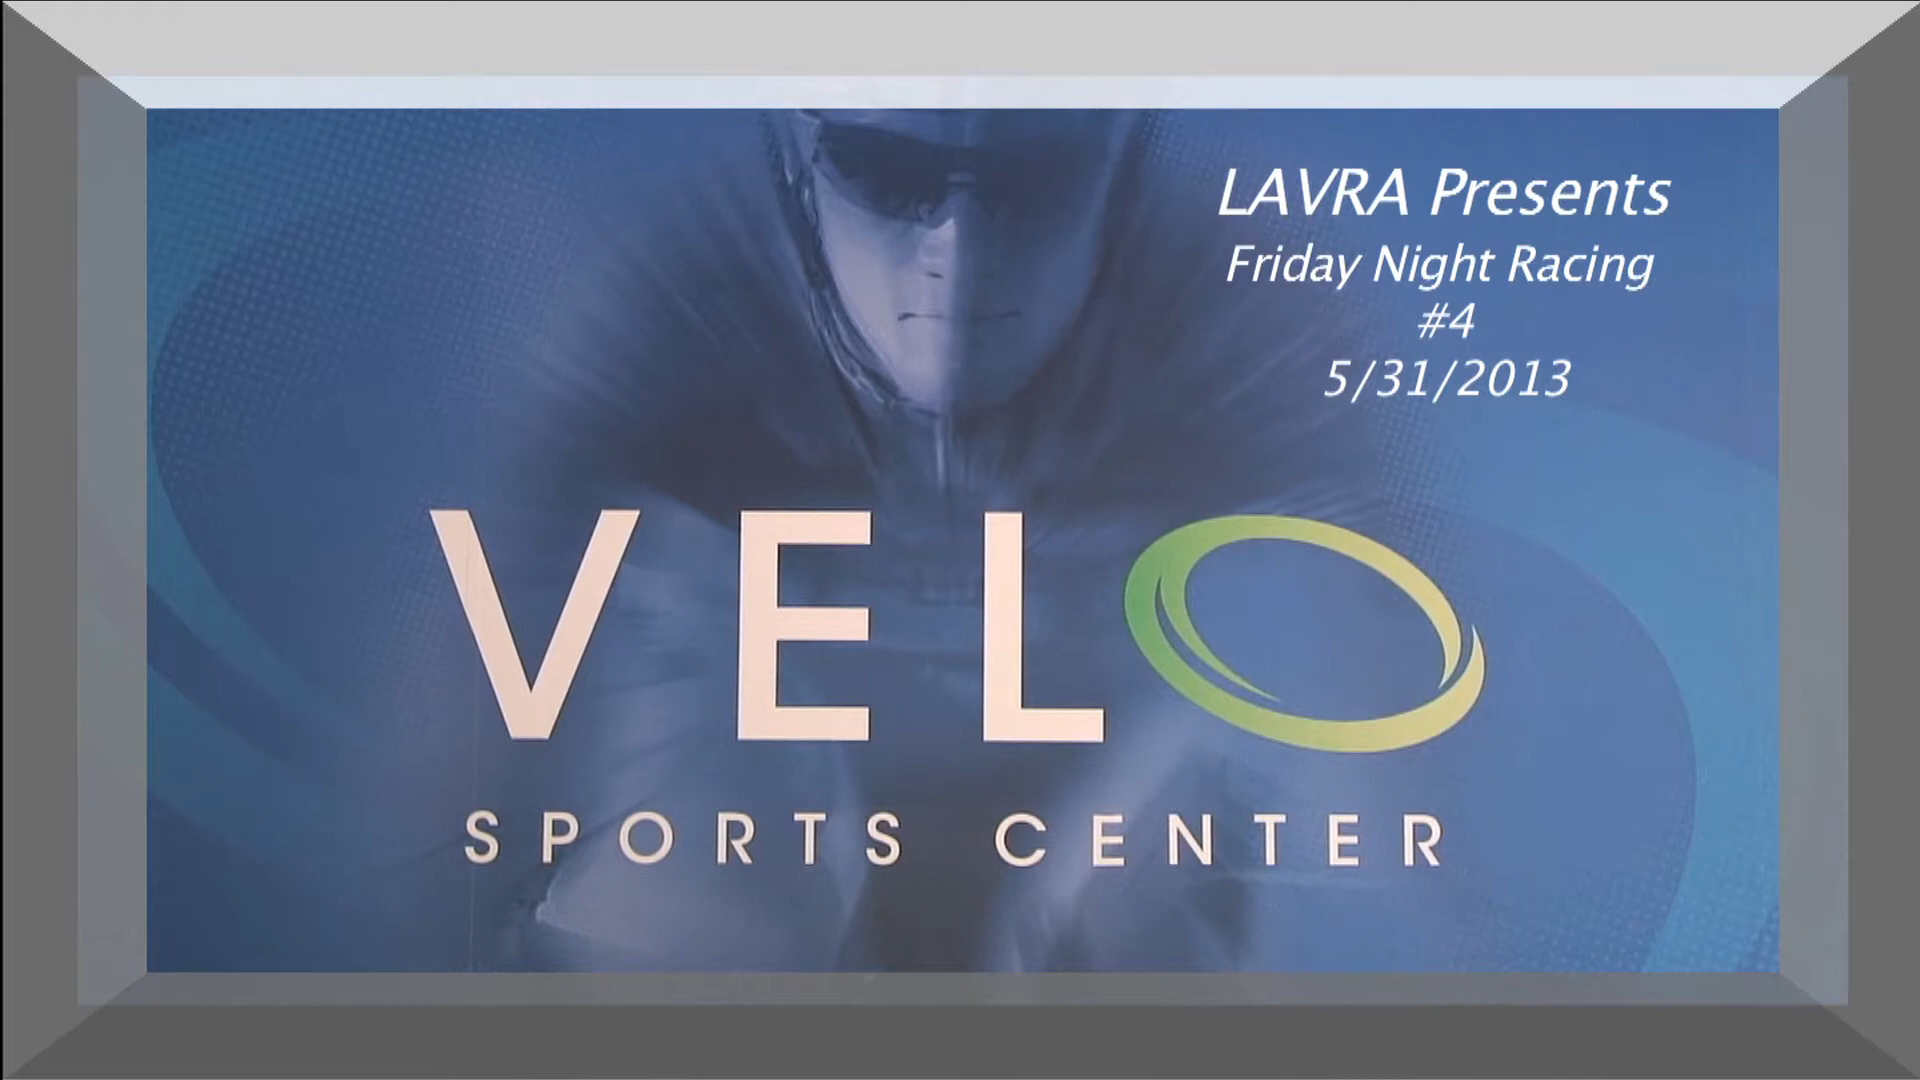 LAVRA Presents
Friday Night Racing
#4
5/31/2013
VELO
SPORTS CENTER